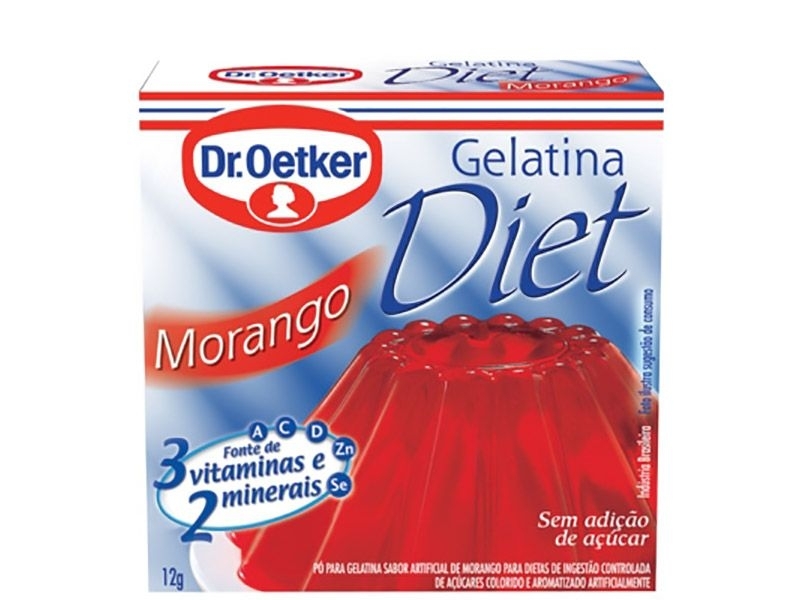 Dr.Oetker
Gelatina
Diet
Morango
Dr.Oetker
Gelatina
Diet
Morango
A C D Zn Se
Fonte de
3 vitaminas e
2 minerais
Indústria Brasileira Foto ilustra sugestão de consumo
Sem adição
de açúcar
12g
PÓ PARA GELATINA SABOR ARTIFICIAL DE MORANGO PARA DIETAS DE INGESTÃO CONTROLADA
DE AÇÚCARES COLORIDO E AROMATIZADO ARTIFICIALMENTE